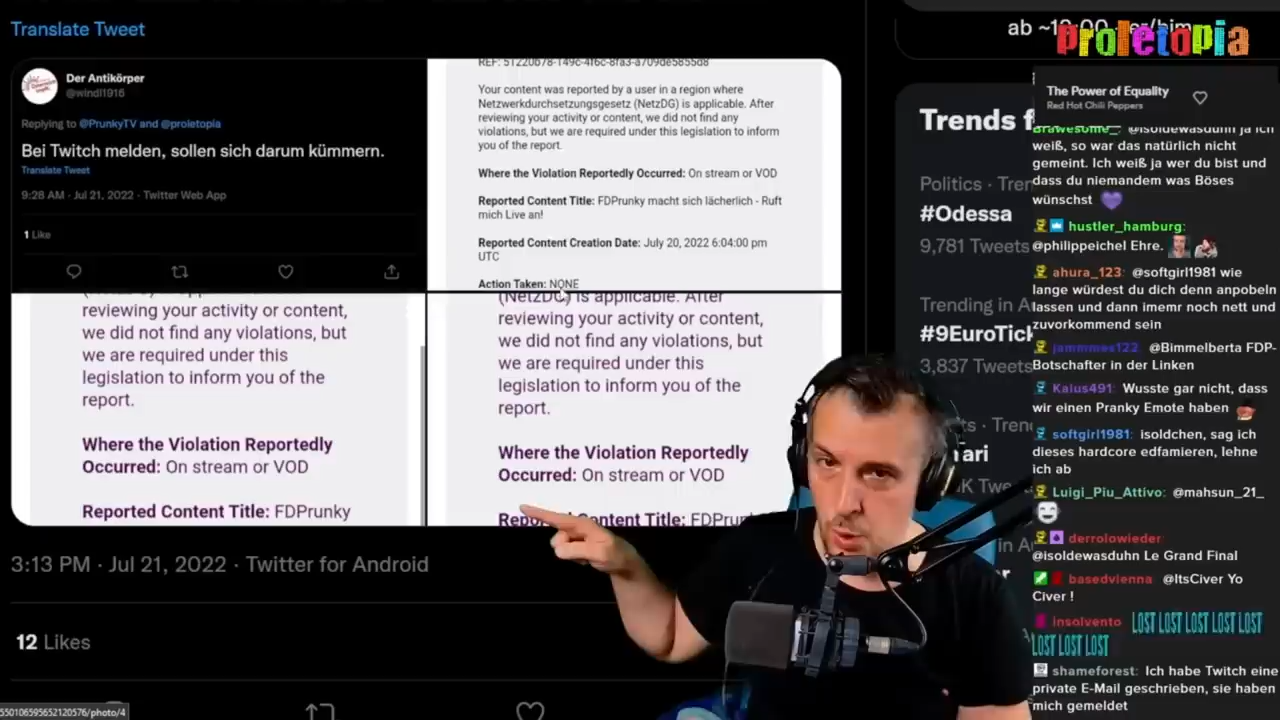 Translate Tweet
Der Antikörper
@windl1916
Replying to @PrunkyTV and @proletopia
Bei Twitch melden, sollen sich darum kümmern.
Translate Tweet
9:28 AM · Jul 21, 2022 · Twitter Web App
1 Like
Your content was reported by a user in a region where
Netzwerkdurchsetzungsgesetz (NetzDG) is applicable. After
reviewing your activity or content, we did not find any
violations, but we are required under this legislation to inform
you of the report.
Where the Violation Reportedly Occurred: On stream or VOD
Reported Content Title: FDPrunky macht sich lächerlich - Ruft
mich Live an!
Reported Content Creation Date: July 20, 2022 6:04:00 pm
UTC
Action Taken: NONE
reviewing your activity or content,
we did not find any violations, but
we are required under this
legislation to inform you of the
report.
Where the Violation Reportedly
Occurred: On stream or VOD
Reported Content Title: FDPrunky
(NetzDG) is applicable. After
reviewing your activity or content,
we did not find any violations, but
we are required under this
legislation to inform you of the
report.
Where the Violation Reportedly
Occurred: On stream or VOD
Content Title:
3:13 PM · Jul 21, 2022 · Twitter for Android
12 Likes
550106595652120576/photo/4
ab
Trends f
Politics · Tren
#Odessa
9,781 Tweets
Trending in A
#9EuroTick
3,837 Tweets
proletopia
The Power of Equality
Red Hot Chili Peppers
Brawesome_: @isoldewasduhn ja ich
weiß, so war das natürlich nicht
gemeint. Ich weiß ja wer du bist und
dass du niemandem was Böses
wünschst
hustler_hamburg:
@philippeichel Ehre.
ahura_123: @softgirl1981 wie
lange würdest du dich denn anpobeln
lassen und dann imemr noch nett und
zuvorkommend sein
jammmes122: @Bimmelberta FDP-
Botschafter in der Linken
Kaius491: Wusste gar nicht, dass
wir einen Pranky Emote haben
softgirl1981: isoldchen, sag ich
dieses hardcore edfamieren, lehne
ich ab
Luigi_Piu_Attivo: @mahsun_21_
derrolowieder:
@isoldewasduhn Le Grand Final
basedvienna: @ItsCiver Yo
Civer !
insolvento LOST LOST LOST LOST LOST
LOST LOST LOST
shameforest: Ich habe Twitch eine
private E-Mail geschrieben, sie haben
mich gemeldet